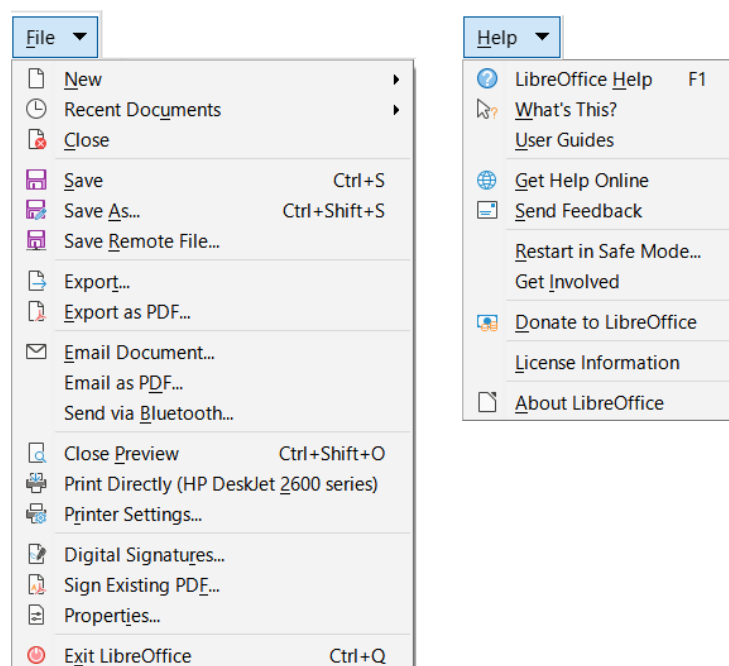 File
New
Recent Documents
Close
Save Ctrl+S
Save As... Ctrl+Shift+S
Save Remote File...
Export...
Export as PDF...
Email Document...
Email as PDF...
Send via Bluetooth...
Close Preview Ctrl+Shift+O
Print Directly (HP DeskJet 2600 series)
Printer Settings...
Digital Signatures...
Sign Existing PDF...
Properties...
Exit LibreOffice Ctrl+Q
Help
LibreOffice Help F1
What's This?
User Guides
Get Help Online
Send Feedback
Restart in Safe Mode...
Get Involved
Donate to LibreOffice
License Information
About LibreOffice